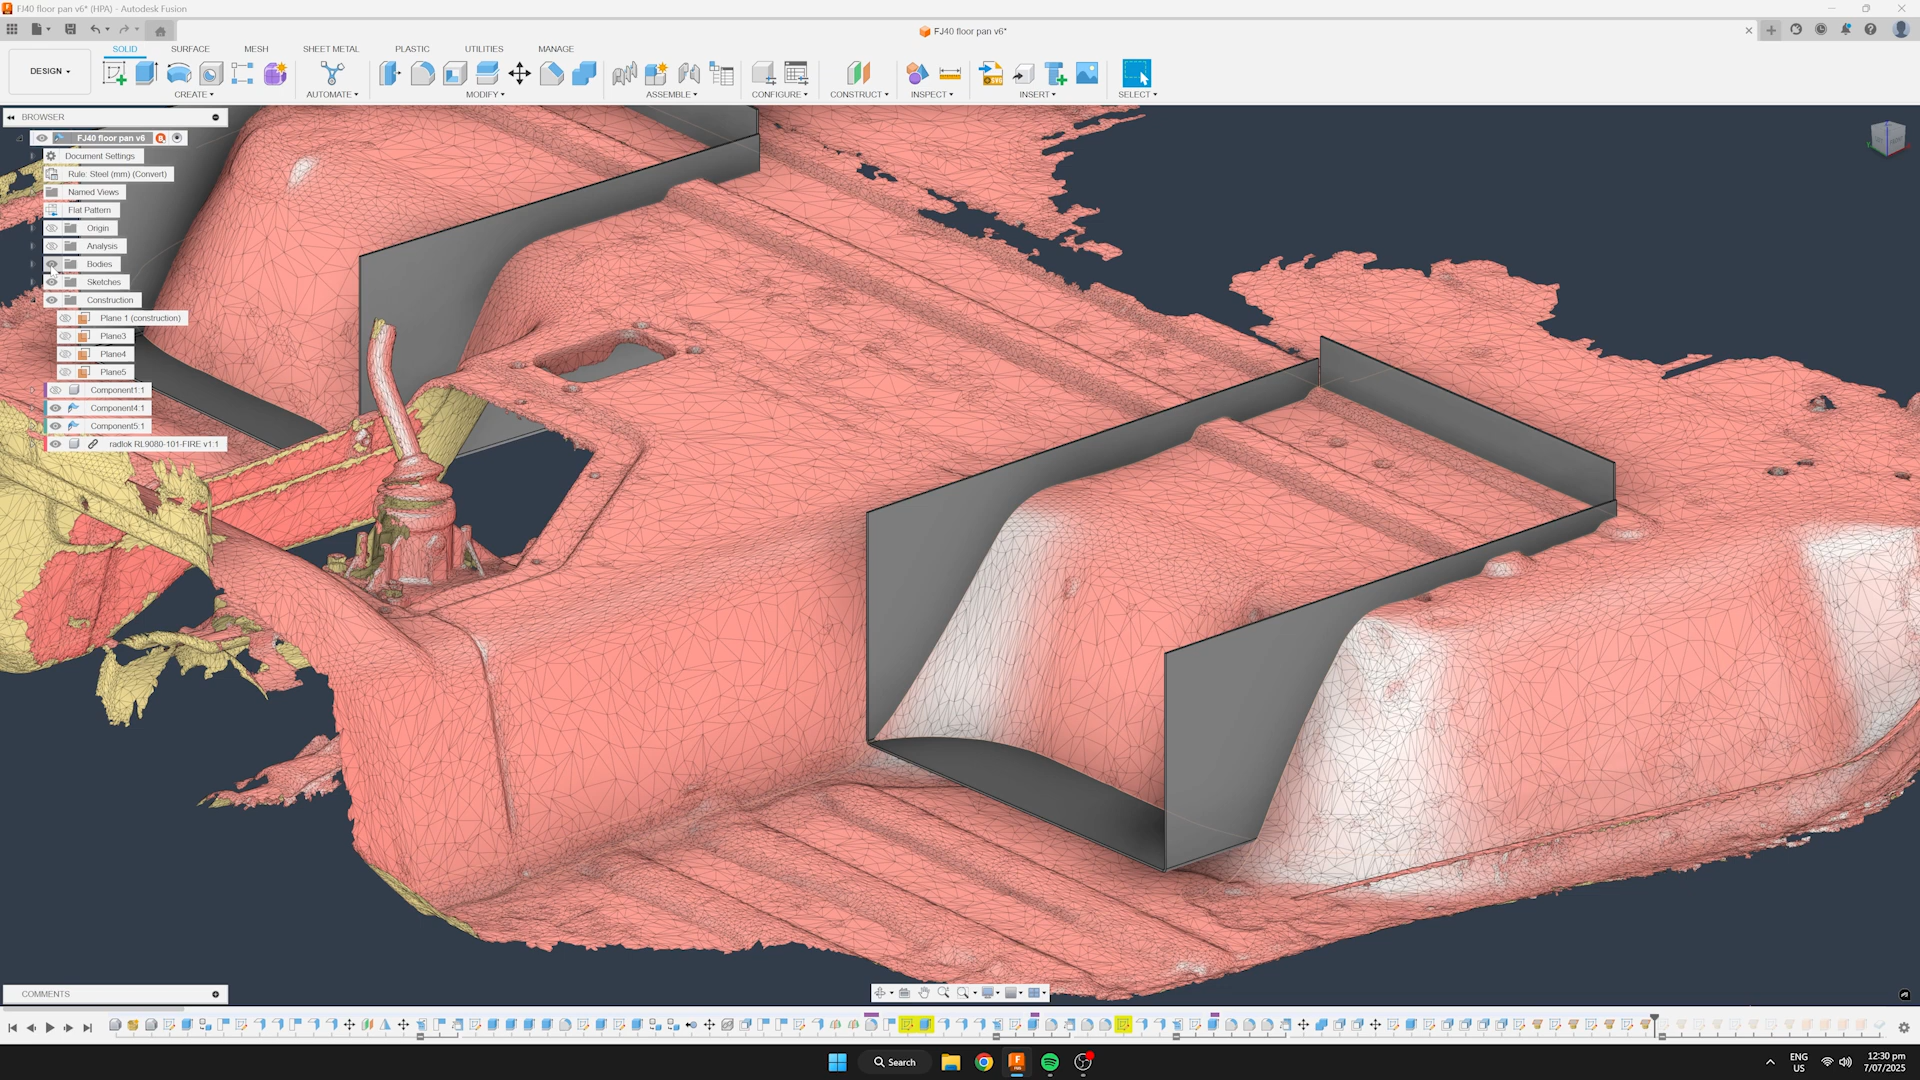 FJ40 floor pan v6* (HPA) - Autodesk Fusion
FJ40 floor pan v6*
SOLID
SURFACE
MESH
SHEET METAL
PLASTIC
UTILITIES
MANAGE
DESIGN
CREATE
AUTOMATE
MODIFY
ASSEMBLE
CONFIGURE
CONSTRUCT
INSPECT
INSERT
SELECT
BROWSER
FJ40 floor pan v6
Document Settings
Rule: Steel (mm) (Convert)
Named Views
Flat Pattern
Origin
Analysis
Bodies
Sketches
Construction
Plane 1 (construction)
Plane3
Plane4
Plane5
Component1:1
Component4:1
Component5:1
radlok RL9080-101-FIRE v1:1
COMMENTS
Search
ENG
US
12:30 pm
7/07/2025